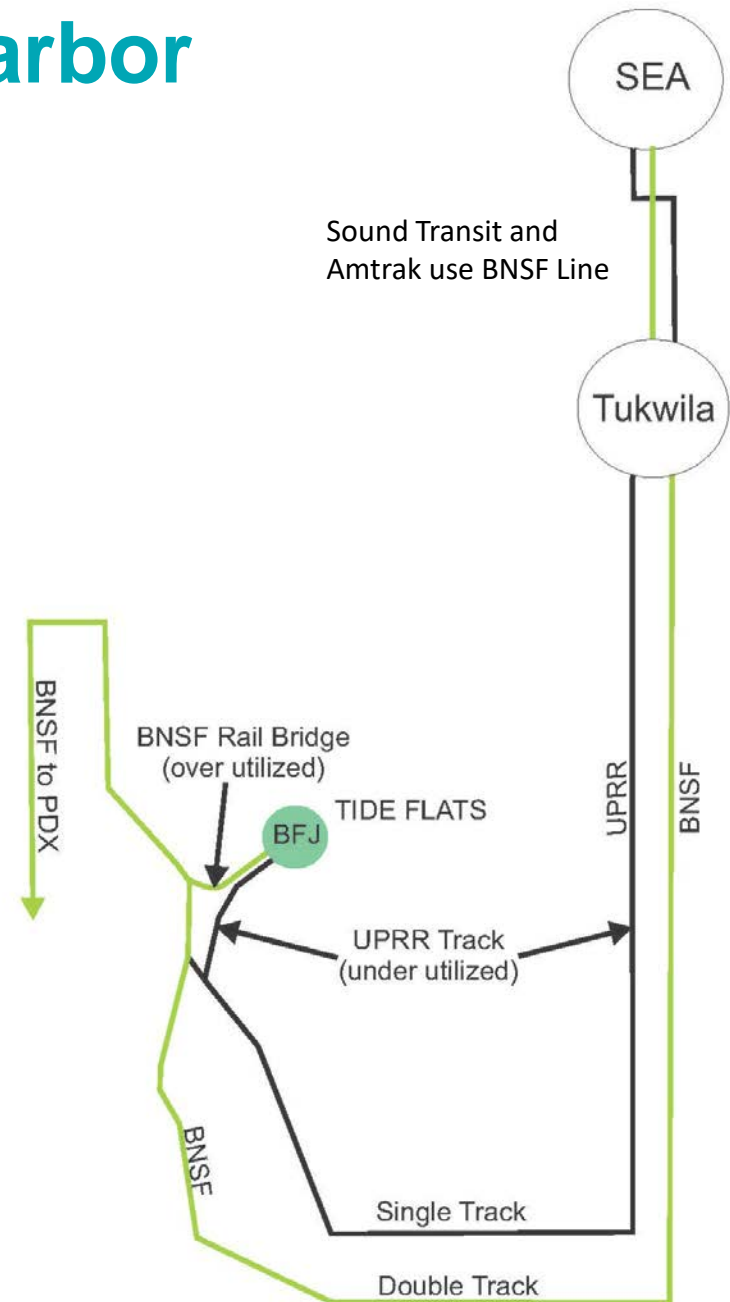 arbor
SEA
Sound Transit and
Amtrak use BNSF Line
Tukwila
BNSF to PDX
BNSF Rail Bridge
(over utilized)
TIDE FLATS
BFJ
UPRR
BNSF
UPRR Track
(under utilized)
BNSF
Single Track
Double Track